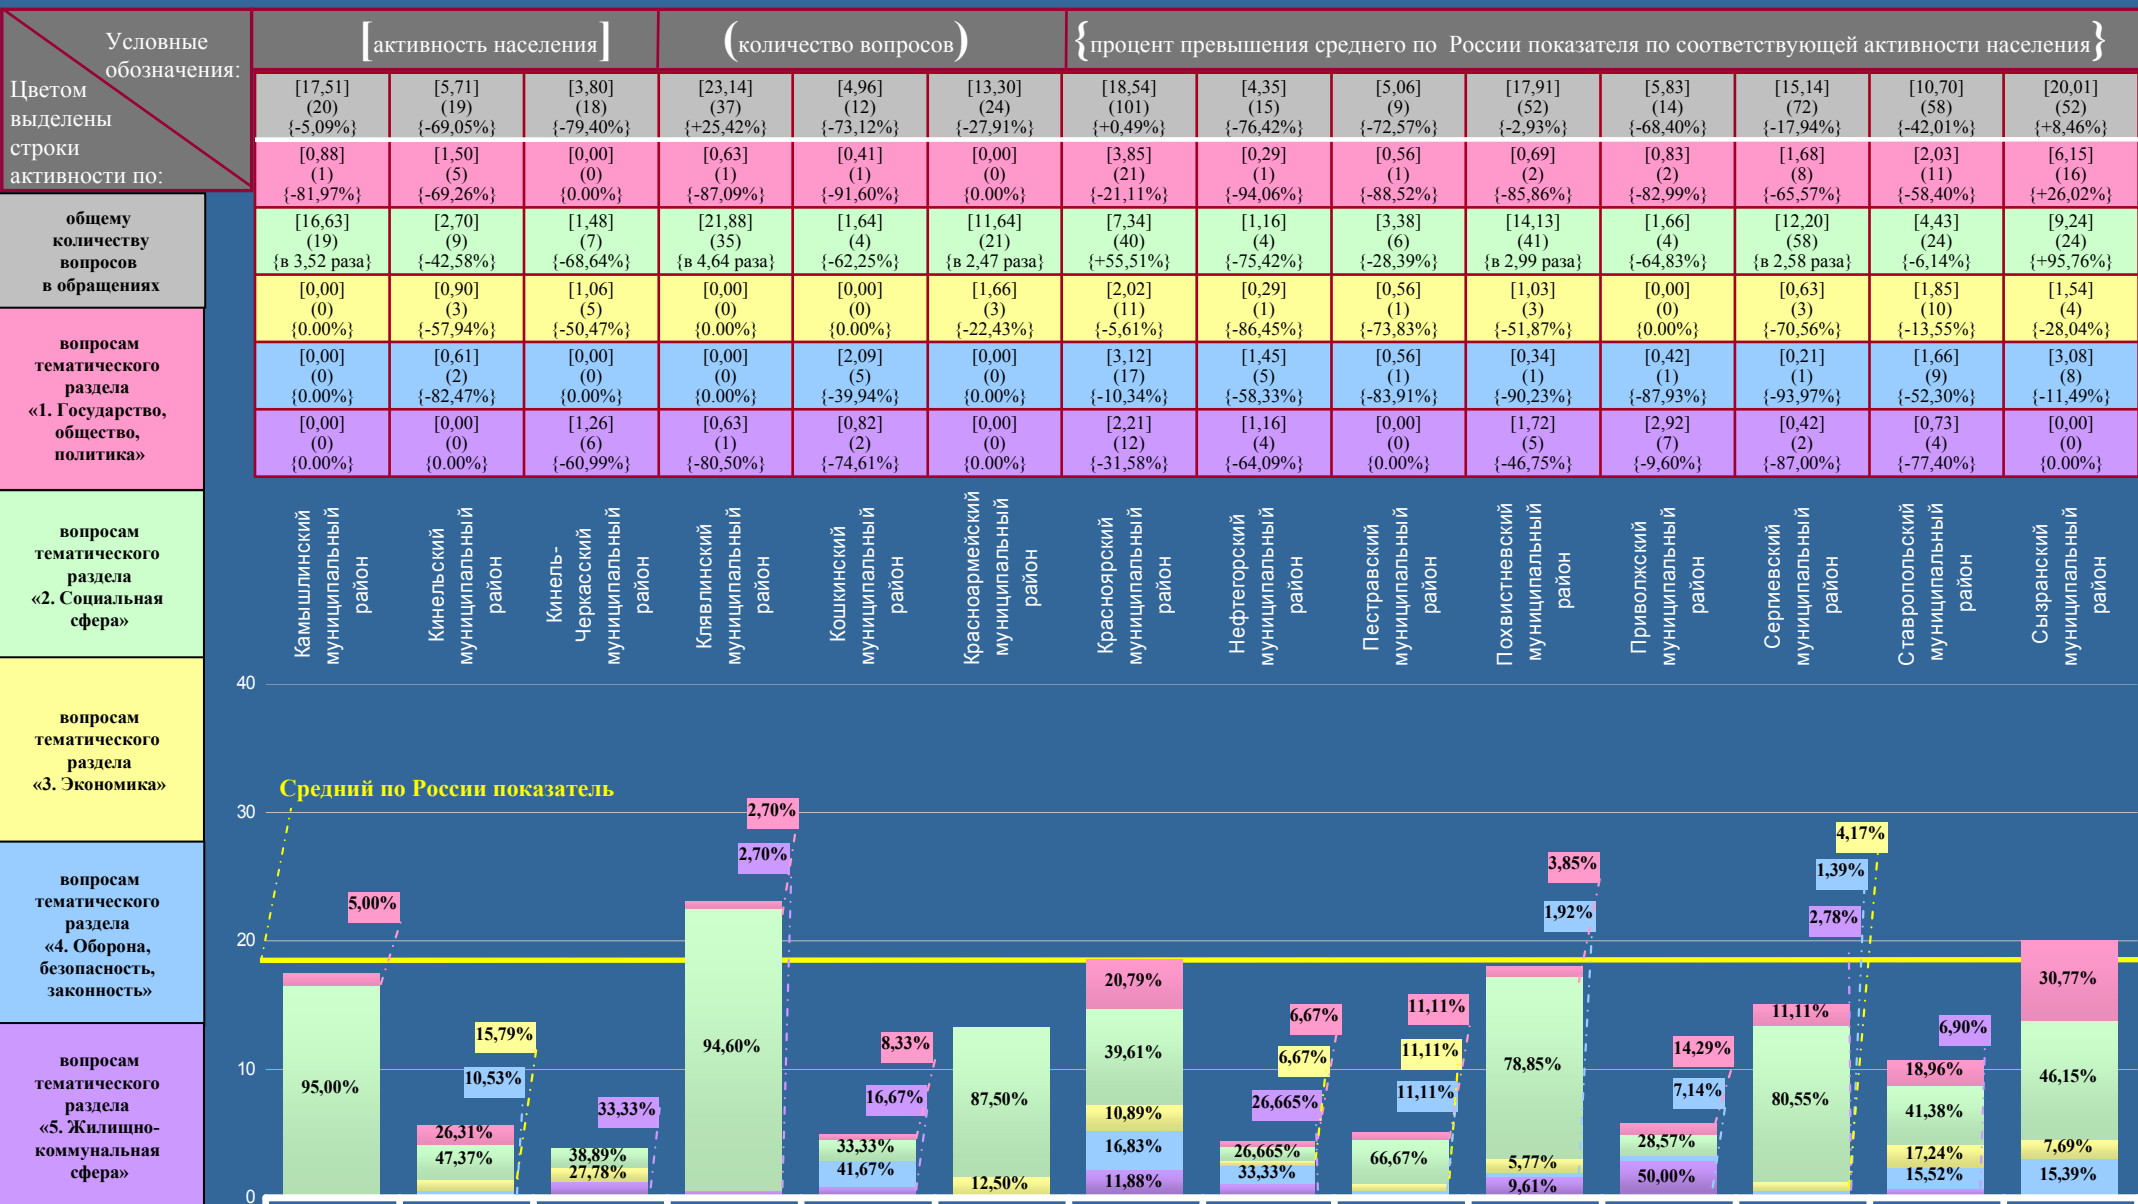 Условные
обозначения:
Цветом
выделены
строки
активности по:
[активность населения]
(количество вопросов)
{процент превышения среднего по России показателя по соответствующей активности населения}
[17,51] [5,71] [3,80] [23,14] [4,96] [13,30] [18,54] [4,35] [5,06] [17,91] [5,83] [15,14] [10,70] [20,01]
(20) (19) (18) (37) (12) (24) (101) (15) (9) (52) (14) (72) (58) (52)
{-5,09%} {-69,05%} {-79,40%} {+25,42%} {-73,12%} {-27,91%} {+0,49%} {-76,42%} {-72,57%} {-2,93%} {-68,40%} {-17,94%} {-42,01%} {+8,46%}
[0,88] [1,50] [0,00] [0,63] [0,41] [0,00] [3,85] [0,29] [0,56] [0,69] [0,83] [1,68] [2,03] [6,15]
(1) (5) (0) (1) (1) (0) (21) (1) (1) (2) (2) (8) (11) (16)
{-81,97%} {-69,26%} {0.00%} {-87,09%} {-91,60%} {0.00%} {-21,11%} {-94,06%} {-88,52%} {-85,86%} {-82,99%} {-65,57%} {-58,40%} {+26,02%}
[16,63] [2,70] [1,48] [21,88] [1,64] [11,64] [7,34] [1,16] [3,38] [14,13] [1,66] [12,20] [4,43] [9,24]
(19) (9) (7) (35) (4) (21) (40) (4) (6) (41) (4) (58) (24) (24)
{в 3,52 раза} {-42,58%} {-68,64%} {в 4,64 раза} {-62,25%} {в 2,47 раза} {+55,51%} {-75,42%} {-28,39%} {в 2,99 раза} {-64,83%} {в 2,58 раза} {-6,14%} {+95,76%}
[0,00] [0,90] [1,06] [0,00] [0,00] [1,66] [2,02] [0,29] [0,56] [1,03] [0,00] [0,63] [1,85] [1,54]
(0) (3) (5) (0) (0) (3) (11) (1) (1) (3) (0) (3) (10) (4)
{0.00%} {-57,94%} {-50,47%} {0.00%} {0.00%} {-22,43%} {-5,61%} {-86,45%} {-73,83%} {-51,87%} {0.00%} {-70,56%} {-13,55%} {-28,04%}
[0,00] [0,61] [0,00] [0,00] [2,09] [0,00] [3,12] [1,45] [0,56] [0,34] [0,42] [0,21] [1,66] [3,08]
(0) (2) (0) (0) (5) (0) (17) (5) (1) (1) (1) (1) (9) (8)
{0.00%} {-82,47%} {0.00%} {0.00%} {-39,94%} {0.00%} {-10,34%} {-58,33%} {-83,91%} {-90,23%} {-87,93%} {-93,97%} {-52,30%} {-11,49%}
[0,00] [0,00] [1,26] [0,63] [0,82] [0,00] [2,21] [1,16] [0,00] [1,72] [2,92] [0,42] [0,73] [0,00]
(0) (0) (6) (1) (2) (0) (12) (4) (0) (5) (7) (2) (4) (0)
{0.00%} {0.00%} {-60,99%} {-80,50%} {-74,61%} {0.00%} {-31,58%} {-64,09%} {0.00%} {-46,75%} {-9,60%} {-87,00%} {-77,40%} {0.00%}
общему
количеству
вопросов
в обращениях
вопросам
тематического
раздела
«1. Государство,
общество,
политика»
вопросам
тематического
раздела
«2. Социальная
сфера»
вопросам
тематического
раздела
«3. Экономика»
вопросам
тематического
раздела
«4. Оборона,
безопасность,
законность»
вопросам
тематического
раздела
«5. Жилищно-
коммунальная
сфера»
Камышлинский
муниципальный
район
Кинельский
муниципальный
район
Кинель-
Черкасский
муниципальный
район
Клявлинский
муниципальный
район
Кошкинский
муниципальный
район
Красноармейский
муниципальный
район
Красноярский
муниципальный
район
Нефтегорский
муниципальный
район
Пестравский
муниципальный
район
Похвистневский
муниципальный
район
Приволжский
муниципальный
район
Сергиевский
муниципальный
район
Ставропольский
муниципальный
район
Сызранский
муниципальный
район
40
30
20
10
0
Средний по России показатель
5,00%
95,00%
15,79%
10,53%
26,31%
47,37%
33,33%
38,89%
27,78%
2,70%
2,70%
94,60%
8,33%
16,67%
33,33%
41,67%
87,50%
12,50%
20,79%
39,61%
10,89%
16,83%
11,88%
6,67%
6,67%
26,665%
26,665%
33,33%
11,11%
11,11%
11,11%
66,67%
3,85%
1,92%
78,85%
5,77%
9,61%
14,29%
7,14%
28,57%
50,00%
4,17%
1,39%
2,78%
11,11%
80,55%
6,90%
18,96%
41,38%
17,24%
15,52%
30,77%
46,15%
7,69%
15,39%